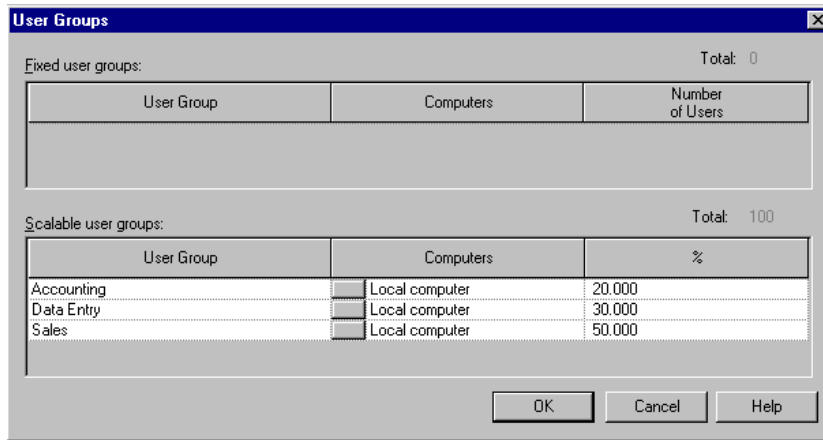 User Groups
Fixed user groups:
Total: 0
User Group Computers Number of Users
Scalable user groups:
Total: 100
User Group Computers %
Accounting Local computer 20.000
Data Entry Local computer 30.000
Sales Local computer 50.000
OK Cancel Help